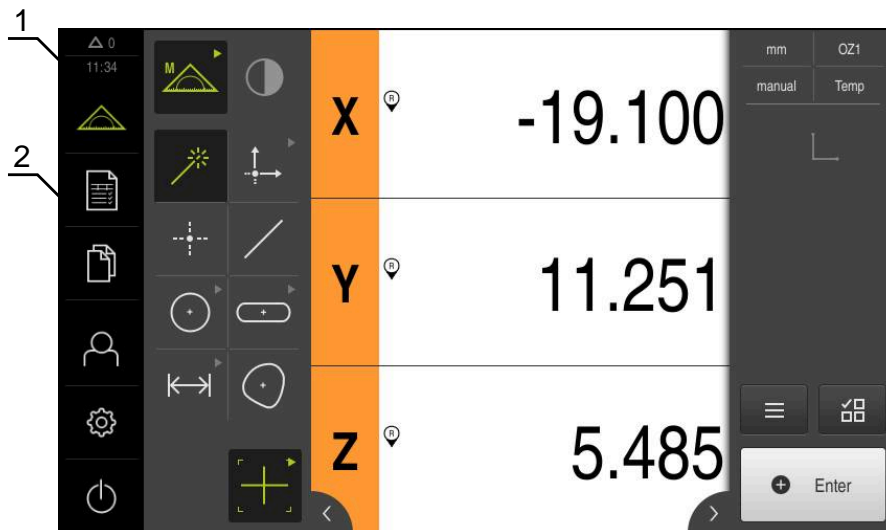 1
2
0
11:34
M
X R -19.100
Y R 11.251
Z R 5.485
mm OZ1
manual Temp
Enter